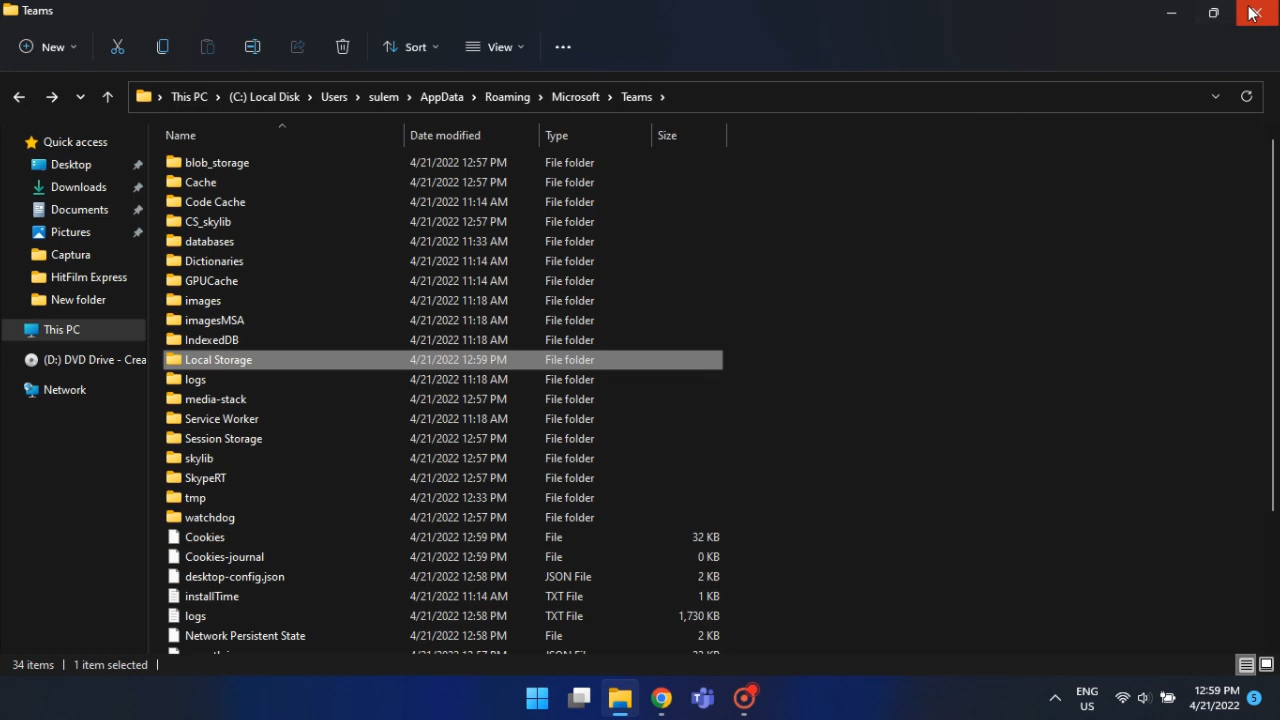 Teams
New
Sort
View
This PC
(C:) Local Disk
Users
sulem
AppData
Roaming
Microsoft
Teams
Name
Date modified
Type
Size
Quick access
Desktop
Downloads
Documents
Pictures
Captura
HitFilm Express
New folder
This PC
(D:) DVD Drive - Crea
Network
blob_storage 4/21/2022 12:57 PM File folder
Cache 4/21/2022 12:57 PM File folder
Code Cache 4/21/2022 11:14 AM File folder
CS_skylib 4/21/2022 12:57 PM File folder
databases 4/21/2022 11:33 AM File folder
Dictionaries 4/21/2022 11:14 AM File folder
GPUCache 4/21/2022 11:14 AM File folder
images 4/21/2022 11:18 AM File folder
imagesMSA 4/21/2022 11:18 AM File folder
IndexedDB 4/21/2022 11:18 AM File folder
Local Storage 4/21/2022 12:59 PM File folder
logs 4/21/2022 11:18 AM File folder
media-stack 4/21/2022 12:57 PM File folder
Service Worker 4/21/2022 11:18 AM File folder
Session Storage 4/21/2022 12:57 PM File folder
skylib 4/21/2022 12:57 PM File folder
SkypeRT 4/21/2022 12:57 PM File folder
tmp 4/21/2022 12:33 PM File folder
watchdog 4/21/2022 12:57 PM File folder
Cookies 4/21/2022 12:59 PM File 32 KB
Cookies-journal 4/21/2022 12:59 PM File 0 KB
desktop-config.json 4/21/2022 12:58 PM JSON File 2 KB
installTime 4/21/2022 11:14 AM TXT File 1 KB
logs 4/21/2022 12:58 PM TXT File 1,730 KB
Network Persistent State 4/21/2022 12:58 PM File 2 KB
34 items
1 item selected
ENG
US
12:59 PM
4/21/2022
5